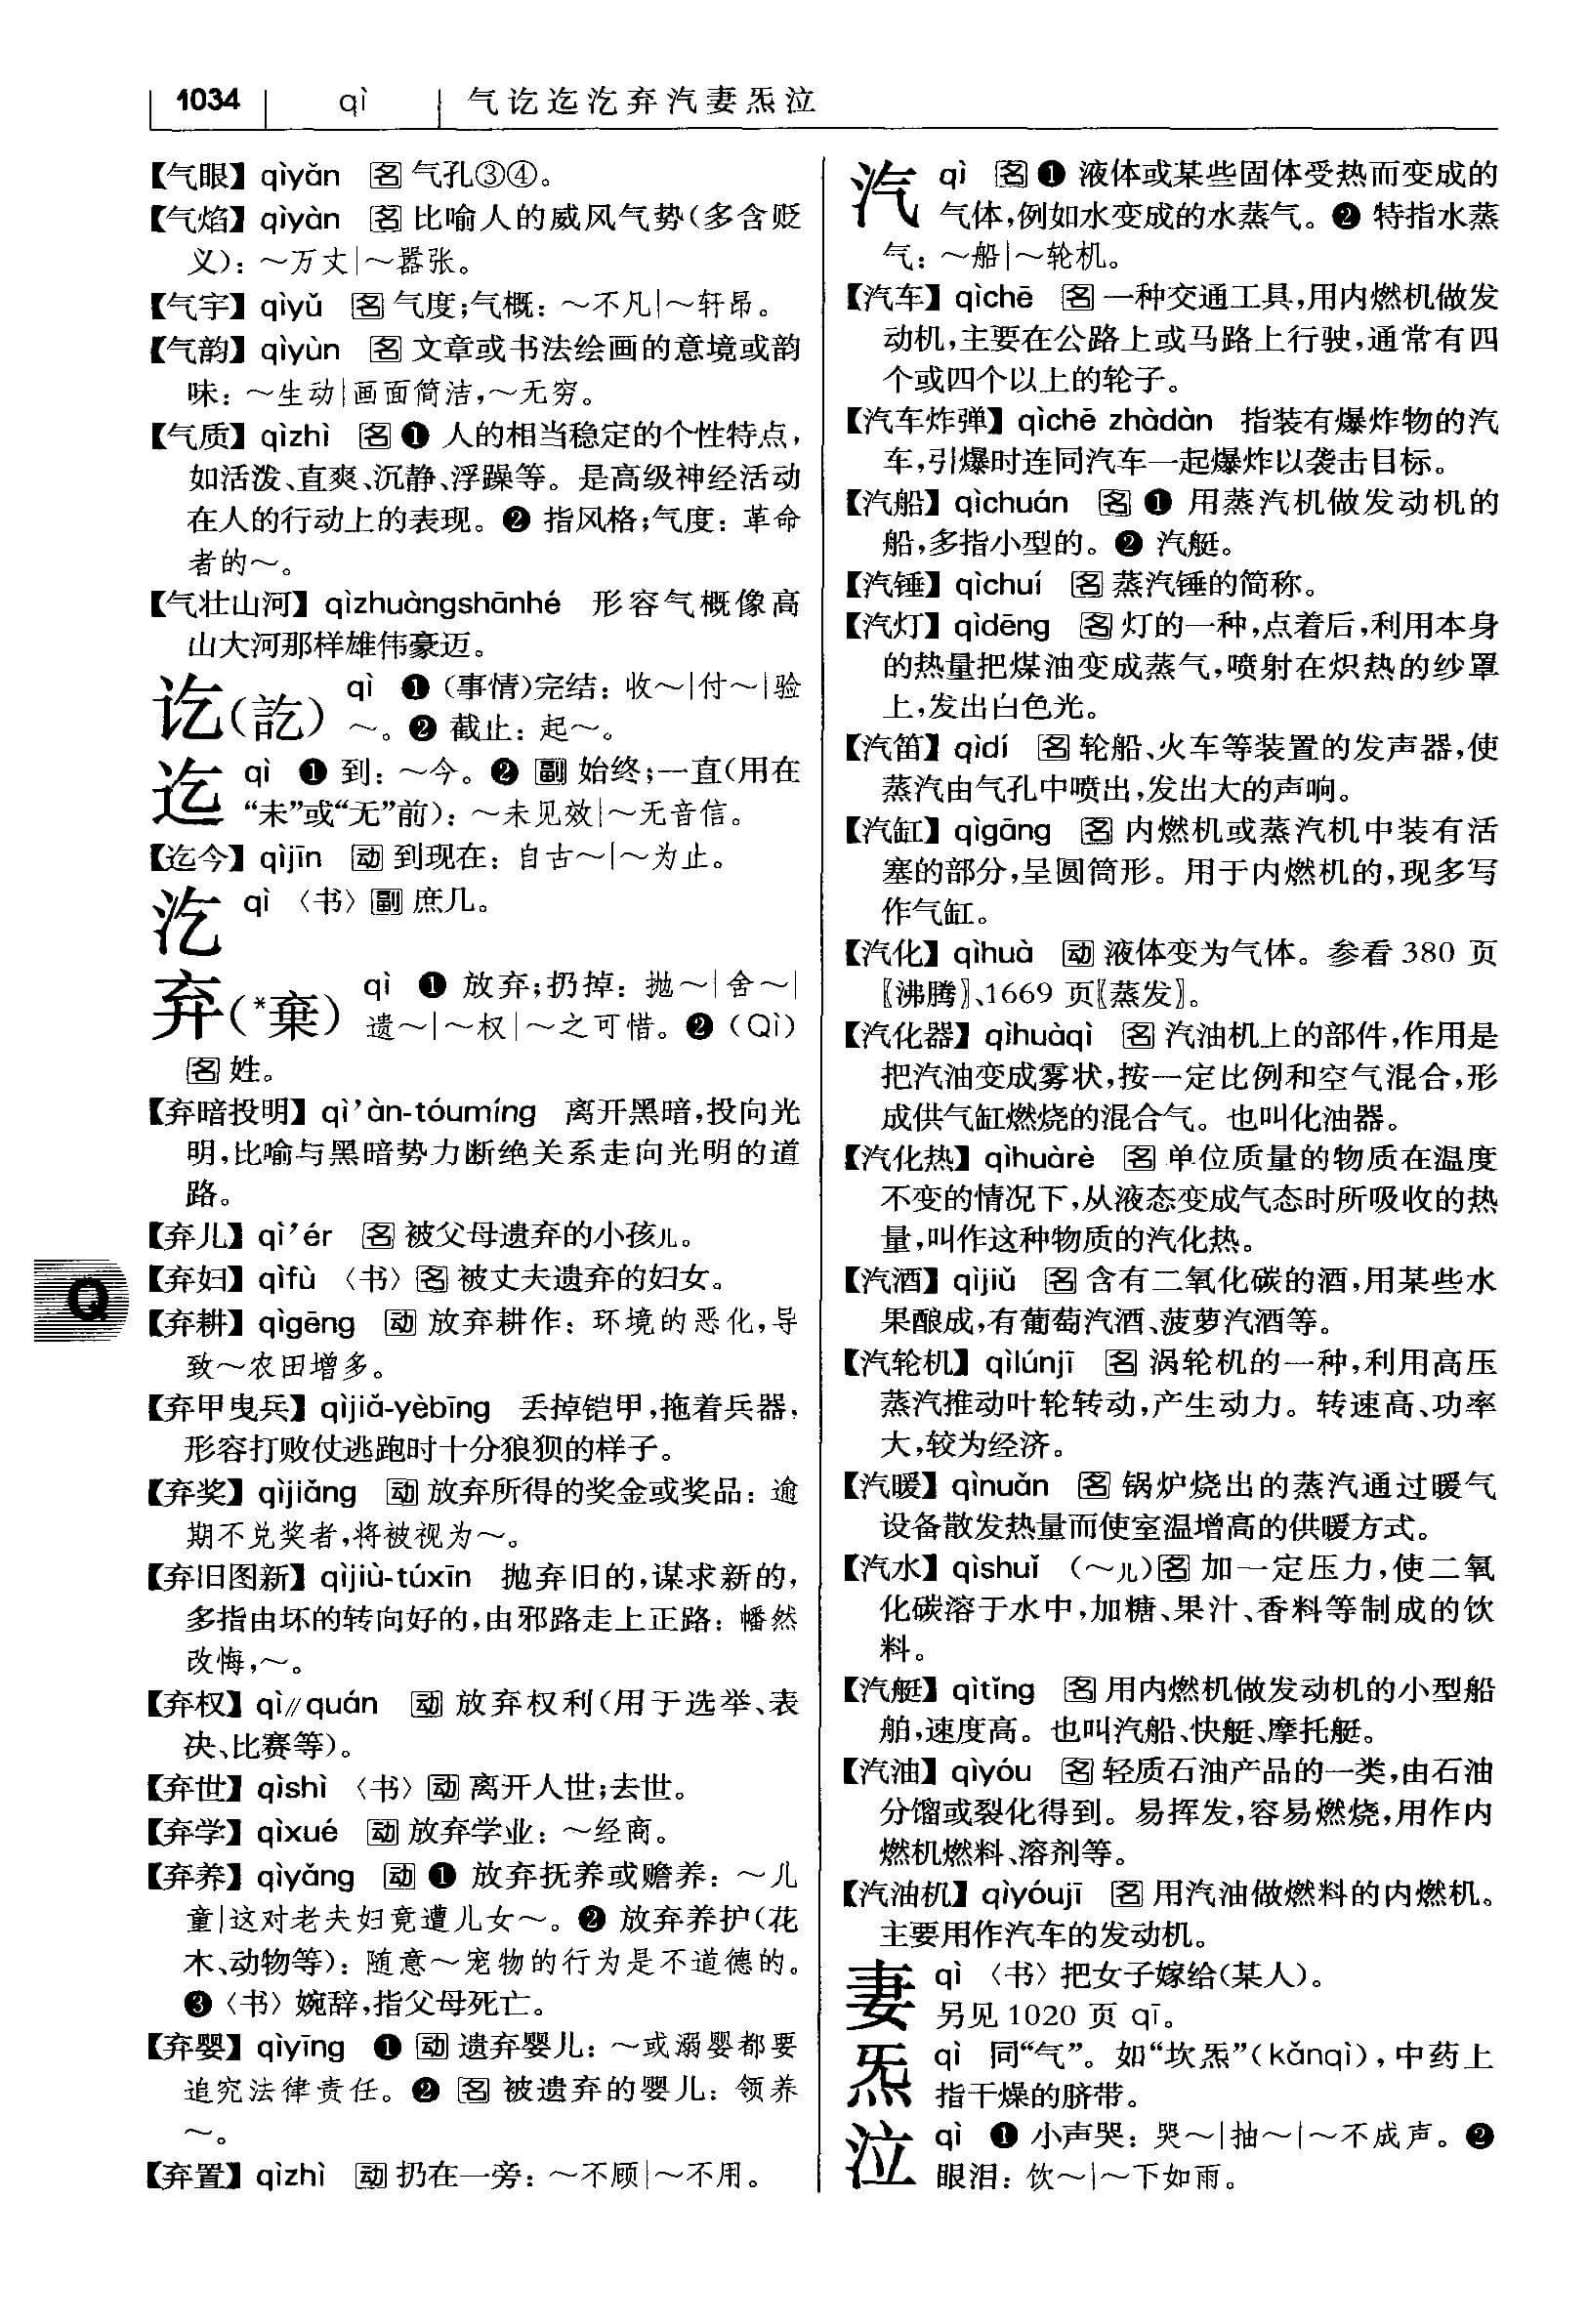 1034 qì 气讫迄汔弃汽妻炁泣
【气眼】qìyǎn 名 气孔③④。
【气焰】qìyàn 名 比喻人的威风气势(多含贬
义)：～万丈|～嚣张。
【气宇】qìyǔ 名 气度;气概：～不凡|～轩昂。
【气韵】qìyùn 名 文章或书法绘画的意境或韵
味：～生动|画面简洁,～无穷。
【气质】qìzhì 名 ❶ 人的相当稳定的个性特点,
如活泼、直爽、沉静、浮躁等。是高级神经活动
在人的行动上的表现。❷ 指风格;气度：革命
者的～。
【气壮山河】qìzhuàngshānhé 形容气概像高
山大河那样雄伟豪迈。
讫(訖) qì ❶ (事情)完结：收～|付～|验
～。❷ 截止：起～。
迄 qì ❶ 到：～今。❷ 副 始终;一直(用在
“未”或“无”前)：～未见效|～无音信。
【迄今】qìjīn 动 到现在：自古～|～为止。
汔 qì 〈书〉副 庶几。
弃(*棄) qì ❶ 放弃;扔掉：抛～|舍～|
遗～|～权|～之可惜。❷ (Qì)
名 姓。
【弃暗投明】qì’àn-tóumíng 离开黑暗,投向光
明,比喻与黑暗势力断绝关系走向光明的道
路。
【弃儿】qì’ér 名 被父母遗弃的小孩儿。
【弃妇】qìfù 〈书〉名 被丈夫遗弃的妇女。
【弃耕】qìgēng 动 放弃耕作：环境的恶化,导
致～农田增多。
【弃甲曳兵】qìjiǎ-yèbīng 丢掉铠甲,拖着兵器,
形容打败仗逃跑时十分狼狈的样子。
【弃奖】qìjiǎng 动 放弃所得的奖金或奖品：逾
期不兑奖者,将被视为～。
【弃旧图新】qìjiù-túxīn 抛弃旧的,谋求新的,
多指由坏的转向好的,由邪路走上正路：幡然
改悔,～。
【弃权】qì∥quán 动 放弃权利(用于选举、表
决、比赛等)。
【弃世】qìshì 〈书〉动 离开人世;去世。
【弃学】qìxué 动 放弃学业：～经商。
【弃养】qìyǎng 动 ❶ 放弃抚养或赡养：～儿
童|这对老夫妇竟遭儿女～。❷ 放弃养护(花
木、动物等)：随意～宠物的行为是不道德的。
❸〈书〉婉辞,指父母死亡。
【弃婴】qìyīng ❶ 动 遗弃婴儿：～或溺婴都要
追究法律责任。❷ 名 被遗弃的婴儿：领养
～。
【弃置】qìzhì 动 扔在一旁：～不顾|～不用。
Q
汽 qì 名 ❶ 液体或某些固体受热而变成的
气体,例如水变成的水蒸气。❷ 特指水蒸
气：～船|～轮机。
【汽车】qìchē 名 一种交通工具,用内燃机做发
动机,主要在公路上或马路上行驶,通常有四
个或四个以上的轮子。
【汽车炸弹】qìchē zhàdàn 指装有爆炸物的汽
车,引爆时连同汽车一起爆炸以袭击目标。
【汽船】qìchuán 名 ❶ 用蒸汽机做发动机的
船,多指小型的。❷ 汽艇。
【汽锤】qìchuí 名 蒸汽锤的简称。
【汽灯】qìdēng 名 灯的一种,点着后,利用本身
的热量把煤油变成蒸气,喷射在炽热的纱罩
上,发出白色光。
【汽笛】qìdí 名 轮船、火车等装置的发声器,使
蒸汽由气孔中喷出,发出大的声响。
【汽缸】qìgāng 名 内燃机或蒸汽机中装有活
塞的部分,呈圆筒形。用于内燃机的,现多写
作气缸。
【汽化】qìhuà 动 液体变为气体。参看 380 页
〖沸腾〗、1669 页〖蒸发〗。
【汽化器】qìhuàqì 名 汽油机上的部件,作用是
把汽油变成雾状,按一定比例和空气混合,形
成供气缸燃烧的混合气。也叫化油器。
【汽化热】qìhuàrè 名 单位质量的物质在温度
不变的情况下,从液态变成气态时所吸收的热
量,叫作这种物质的汽化热。
【汽酒】qìjiǔ 名 含有二氧化碳的酒,用某些水
果酿成,有葡萄汽酒、菠萝汽酒等。
【汽轮机】qìlúnjī 名 涡轮机的一种,利用高压
蒸汽推动叶轮转动,产生动力。转速高、功率
大,较为经济。
【汽暖】qìnuǎn 名 锅炉烧出的蒸汽通过暖气
设备散发热量而使室温增高的供暖方式。
【汽水】qìshuǐ (～儿)名 加一定压力,使二氧
化碳溶于水中,加糖、果汁、香料等制成的饮
料。
【汽艇】qìtǐng 名 用内燃机做发动机的小型船
舶,速度高。也叫汽船、快艇、摩托艇。
【汽油】qìyóu 名 轻质石油产品的一类,由石油
分馏或裂化得到。易挥发,容易燃烧,用作内
燃机燃料、溶剂等。
【汽油机】qìyóujī 名 用汽油做燃料的内燃机。
主要用作汽车的发动机。
妻 qì 〈书〉把女子嫁给(某人)。
另见 1020 页 qī。
炁 qì 同“气”。如“坎炁”(kǎnqì),中药上
指干燥的脐带。
泣 qì ❶ 小声哭：哭～|抽～|～不成声。❷
眼泪：饮～|～下如雨。